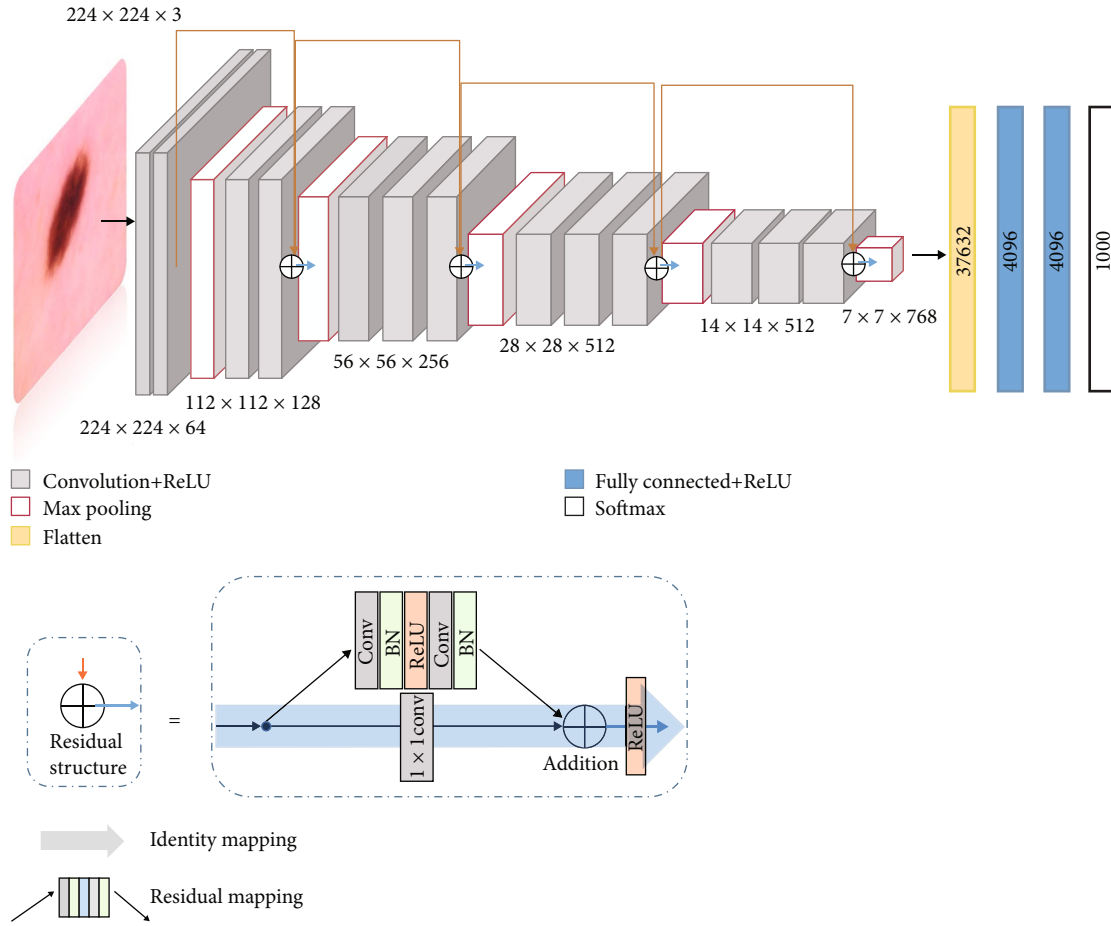 224 × 224 × 3
224 × 224 × 64
112 × 112 × 128
56 × 56 × 256
28 × 28 × 512
14 × 14 × 512
7 × 7 × 768
37632
4096
4096
1000
Convolution+ReLU
Max pooling
Flatten
Fully connected+ReLU
Softmax
Residual
structure
=
Conv
BN
ReLU
Conv
BN
1 × 1conv
Addition
ReLU
Identity mapping
Residual mapping